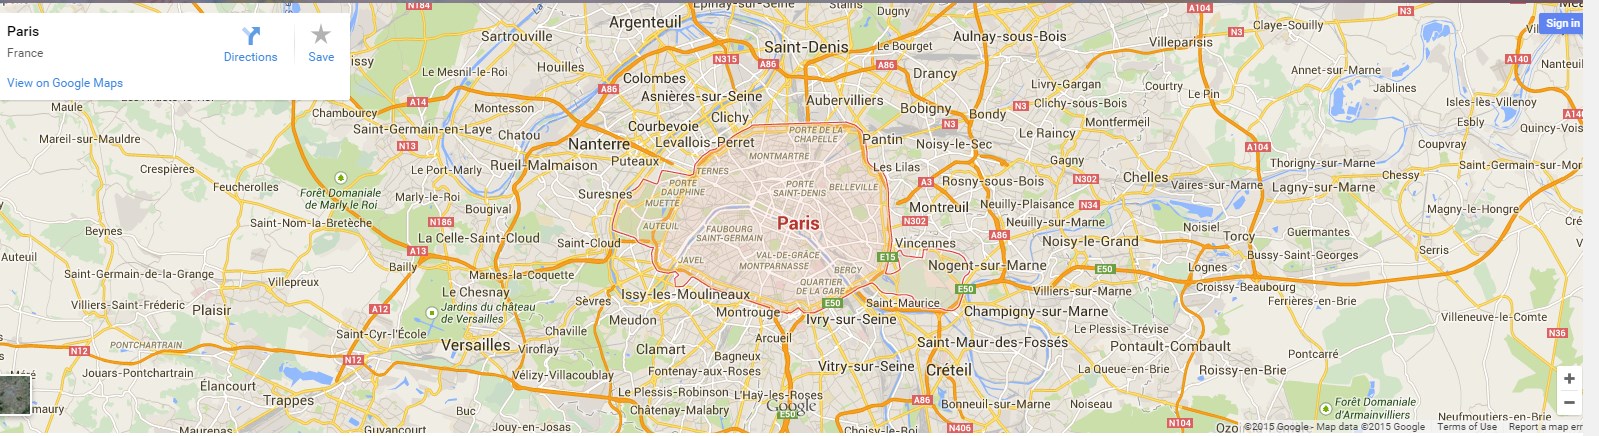 Paris
France
Directions
Save
View on Google Maps
Sign in
N184
Argenteuil
Stains
Dugny
A104
N3
Claye-Souilly
Sartrouville
Saint-Denis
Le Bourget
Aulnay-sous-Bois
Villeparisis
N3
Houilles
N315
A86
A86
Drancy
A140
Nanteuil
Annet-sur-Marne
Le Mesnil-le-Roi
Colombes
Livry-Gargan
Courtry
Le Pin
Jablines
A86
Asnières-sur-Seine
Aubervilliers
Bobigny
N3
Clichy-sous-Bois
Isles-lès-Villenoy
Maule
Chambourcy
A14
Montesson
Clichy
Bondy
Montfermeil
Esbly
Mareil-sur-Mauldre
Saint-Germain-en-Laye
Chatou
Courbevoie
PORTE DE LA
CHAPELLE
N3
Pantin
Noisy-le-Sec
Le Raincy
Quincy-Vois
N13
Nanterre
Levallois-Perret
A104
Coupvray
Crespières
Le Port-Marly
Rueil-Malmaison
Puteaux
MONTMARTRE
Les Lilas
Gagny
Thorigny-sur-Marne
Saint-Germain-sur-Mor
Feucherolles
Forêt Domaniale
de Marly le Roi
Marly-le-Roi
Suresnes
TERNES
PORTE
DAUPHINE
PORTE
SAINT-DENIS
BELLEVILLE
A3
Rosny-sous-Bois
N302
Chelles
Vaires-sur-Marne
Lagny-sur-Marne
Chessy
Bougival
MUETTE
Montreuil
Neuilly-Plaisance
N34
Magny-le-Hongre
Saint-Nom-la-Bretèche
N186
AUTEUIL
Paris
N302
Neuilly-sur-Marne
Noisiel
Beynes
La Celle-Saint-Cloud
Saint-Cloud
FAUBOURG
SAINT-GERMAIN
A86
Noisy-le-Grand
Torcy
Guermantes
Auteuil
A13
Vincennes
Serris
Saint-Germain-de-la-Grange
Bailly
Marnes-la-Coquette
JAVEL
VAL-DE-GRÂCE
MONTPARNASSE
BERCY
E15
Nogent-sur-Marne
E50
Lognes
Bussy-Saint-Georges
Villepreux
Le Chesnay
Sèvres
Issy-les-Moulineaux
QUARTIER
DE LA GARE
E50
Villiers-sur-Marne
Croissy-Beaubourg
Villiers-Saint-Frédéric
Plaisir
A12
Jardins du château
de Versailles
Meudon
Montrouge
E50
Saint-Maurice
Champigny-sur-Marne
Ferrières-en-Brie
Ivry-sur-Seine
Villeneuve-le-Comte
Saint-Cyr-l'École
Chaville
Arcueil
Le Plessis-Trévise
N36
N12
PONTCHARTRAIN
N12
Versailles
Viroflay
Clamart
Bagneux
Saint-Maur-des-Fossés
Pontault-Combault
Pontcarré
Méré
Jouars-Pontchartrain
Vélizy-Villacoublay
Fontenay-aux-Roses
Vitry-sur-Seine
Créteil
La Queue-en-Brie
Roissy-en-Brie
Élancourt
Le Plessis-Robinson
L'Haÿ-les-Roses
Trappes
Buc
Châtenay-Malabry
Google
E50
A86
Bonneuil-sur-Marne
Noiseau
Forêt Domaniale
d'Armainvilliers
Neufmoutiers-en-Brie
Maurepas
Guyancourt
Jouy-en-Josas
Choisy-le-Roi
N406
N104
Ozo
©2015 Google - Map data ©2015 Google
Terms of Use
Report a map err